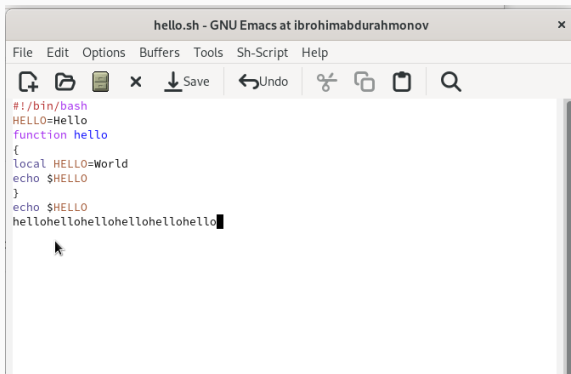 hello.sh - GNU Emacs at ibrohimabdurahmonov
File Edit Options Buffers Tools Sh-Script Help
Save Undo
#!/bin/bash
HELLO=Hello
function hello
{
local HELLO=World
echo $HELLO
}
echo $HELLO
hellohellohellohellohellohello